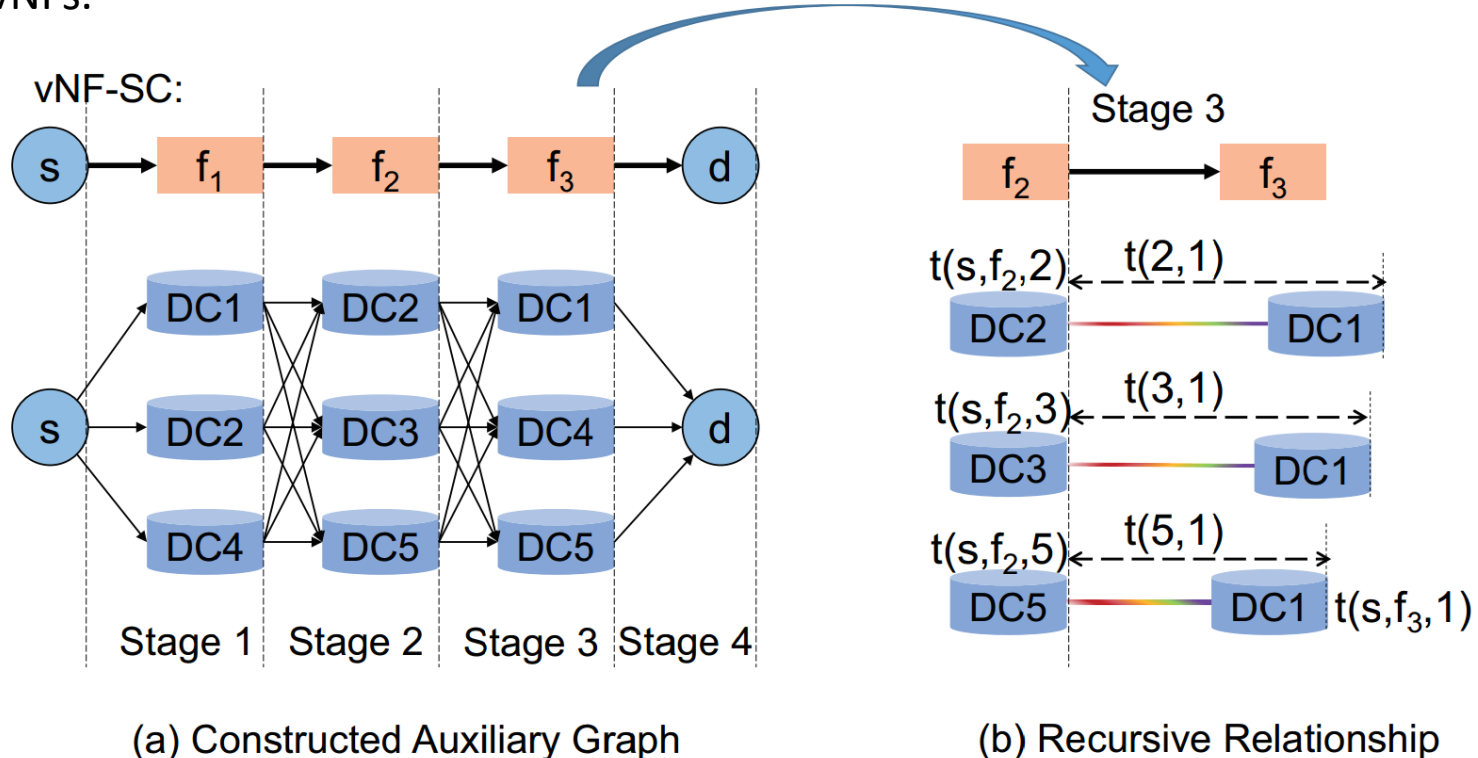 vNFs.
vNF-SC:
s f₁ f₂ f₃ d
DC1 DC2 DC1
s DC2 DC3 DC4 d
DC4 DC5 DC5
Stage 1 Stage 2 Stage 3 Stage 4
(a) Constructed Auxiliary Graph
Stage 3
f₂ f₃
t(s,f₂,2) t(2,1)
DC2 DC1
t(s,f₂,3) t(3,1)
DC3 DC1
t(s,f₂,5) t(5,1)
DC5 DC1 t(s,f₃,1)
(b) Recursive Relationship